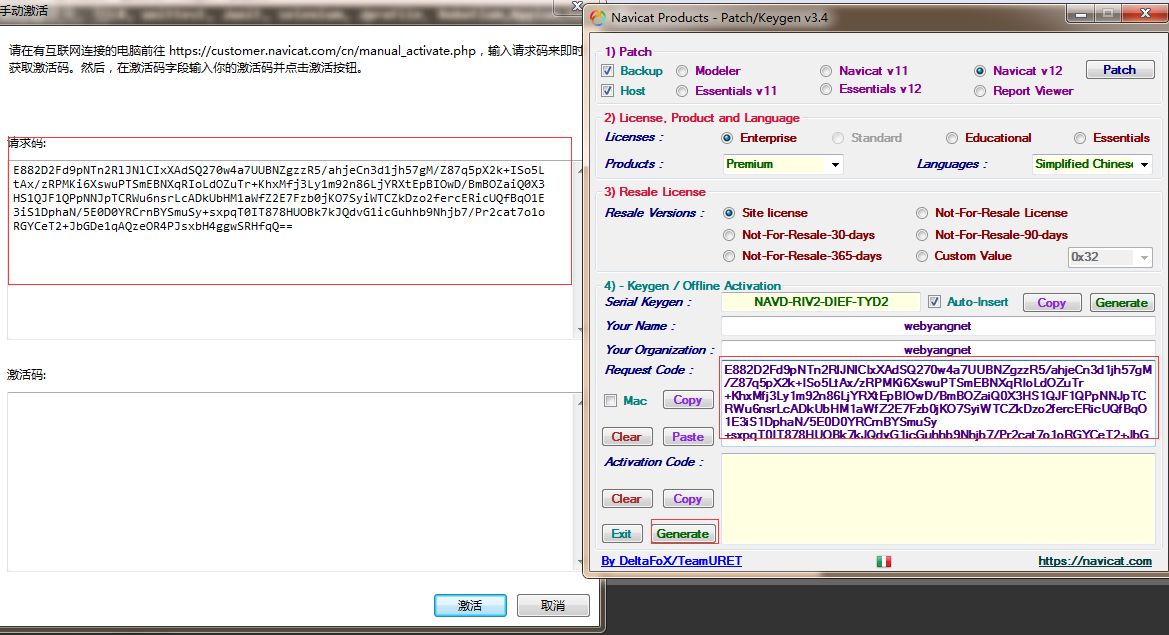 手动激活
请在有互联网连接的电脑前往 https://customer.navicat.com/cn/manual_activate.php，输入请求码来即时
获取激活码。然后，在激活码字段输入你的激活码并点击激活按钮。
请求码:
E882D2Fd9pNTn2RlJNlCIxXAdSQ270w4a7UUBNZgzzR5/ahjeCn3d1jh57gM/Z87q5pX2k+ISo5L
tAx/zRPMKi6XswuPTSmEBNXqRIoLdOZuTr+KhxMfj3Ly1m92n86LjYRXtEpBIOwD/BmBOZaiQ0X3
HS1QJF1QPpNNJpTCRWu6nsrLcADkUbHM1aWfZ2E7Fzb0jKO7SyiWTCZkDzo2fercERicUQfBqO1E
3iS1DphaN/5E0D0YRCrnBYSmuSy+sxpqT0IT878HUOBk7kJQdvG1icGuhhb9Nhjb7/Pr2cat7o1o
RGYCeT2+JbGDe1qAQzeOR4PJsxbH4ggwSRHfqQ==
激活码:
激活
取消
Navicat Products - Patch/Keygen v3.4
1) Patch
Backup
Modeler
Navicat v11
Navicat v12
Patch
Host
Essentials v11
Essentials v12
Report Viewer
2) License, Product and Language
Licenses :
Enterprise
Standard
Educational
Essentials
Products :
Premium
Languages :
Simplified Chinese
3) Resale License
Resale Versions :
Site license
Not-For-Resale License
Not-For-Resale-30-days
Not-For-Resale-90-days
Not-For-Resale-365-days
Custom Value
0x32
4) - Keygen / Offline Activation
Serial Keygen :
NAVD-RIV2-DIEF-TYD2
Auto-Insert
Copy
Generate
Your Name :
webyangnet
Your Organization :
webyangnet
Request Code :
E882D2Fd9pNTn2RlJNlCIxXAdSQ270w4a7UUBNZgzzR5/ahjeCn3d1jh57gM
/Z87q5pX2k+ISo5LtAx/zRPMKi6XswuPTSmEBNXqRIoLdOZuTr
+KhxMfj3Ly1m92n86LjYRXtEpBIOwD/BmBOZaiQ0X3HS1QJF1QPpNNJpTC
RWu6nsrLcADkUbHM1aWfZ2E7Fzb0jKO7SyiWTCZkDzo2fercERicUQfBqO
1E3iS1DphaN/5E0D0YRCrnBYSmuSy
+sxpqT0IT878HUOBk7kJQdvG1icGuhhb9Nhjb7/Pr2cat7o1oRGYCeT2+JbG
Mac
Copy
Clear
Paste
Activation Code :
Clear
Copy
Exit
Generate
By DeltaFoX/TeamURET
https://navicat.com